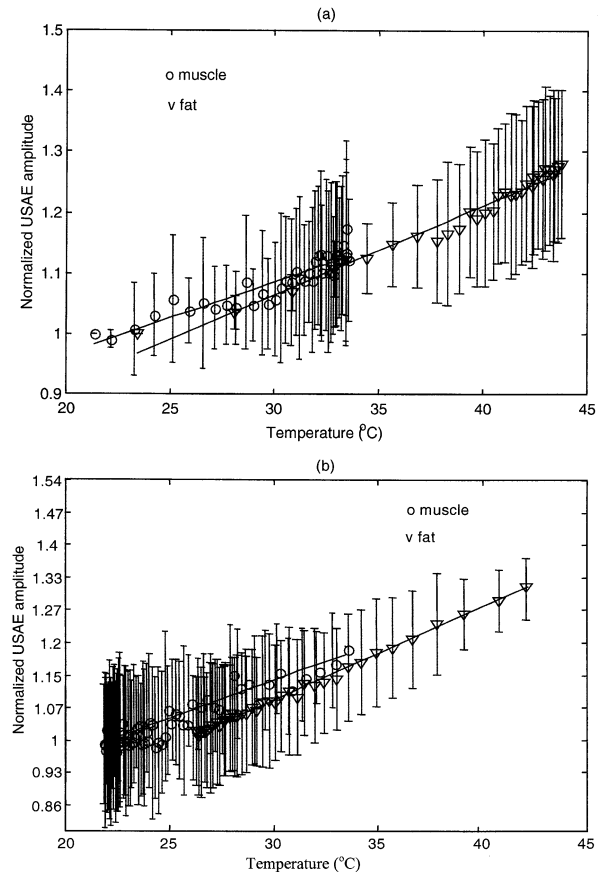 (a)
1.5
1.4
1.3
1.2
1.1
1
0.9
Normalized USAE amplitude
o muscle
v fat
20 25 30 35 40 45
Temperature (°C)
(b)
1.54
1.47
1.4
1.33
1.27
1.2
1.15
1.07
1
0.93
0.86
Normalized USAE amplitude
o muscle
v fat
20 25 30 35 40 45
Temperature (°C)